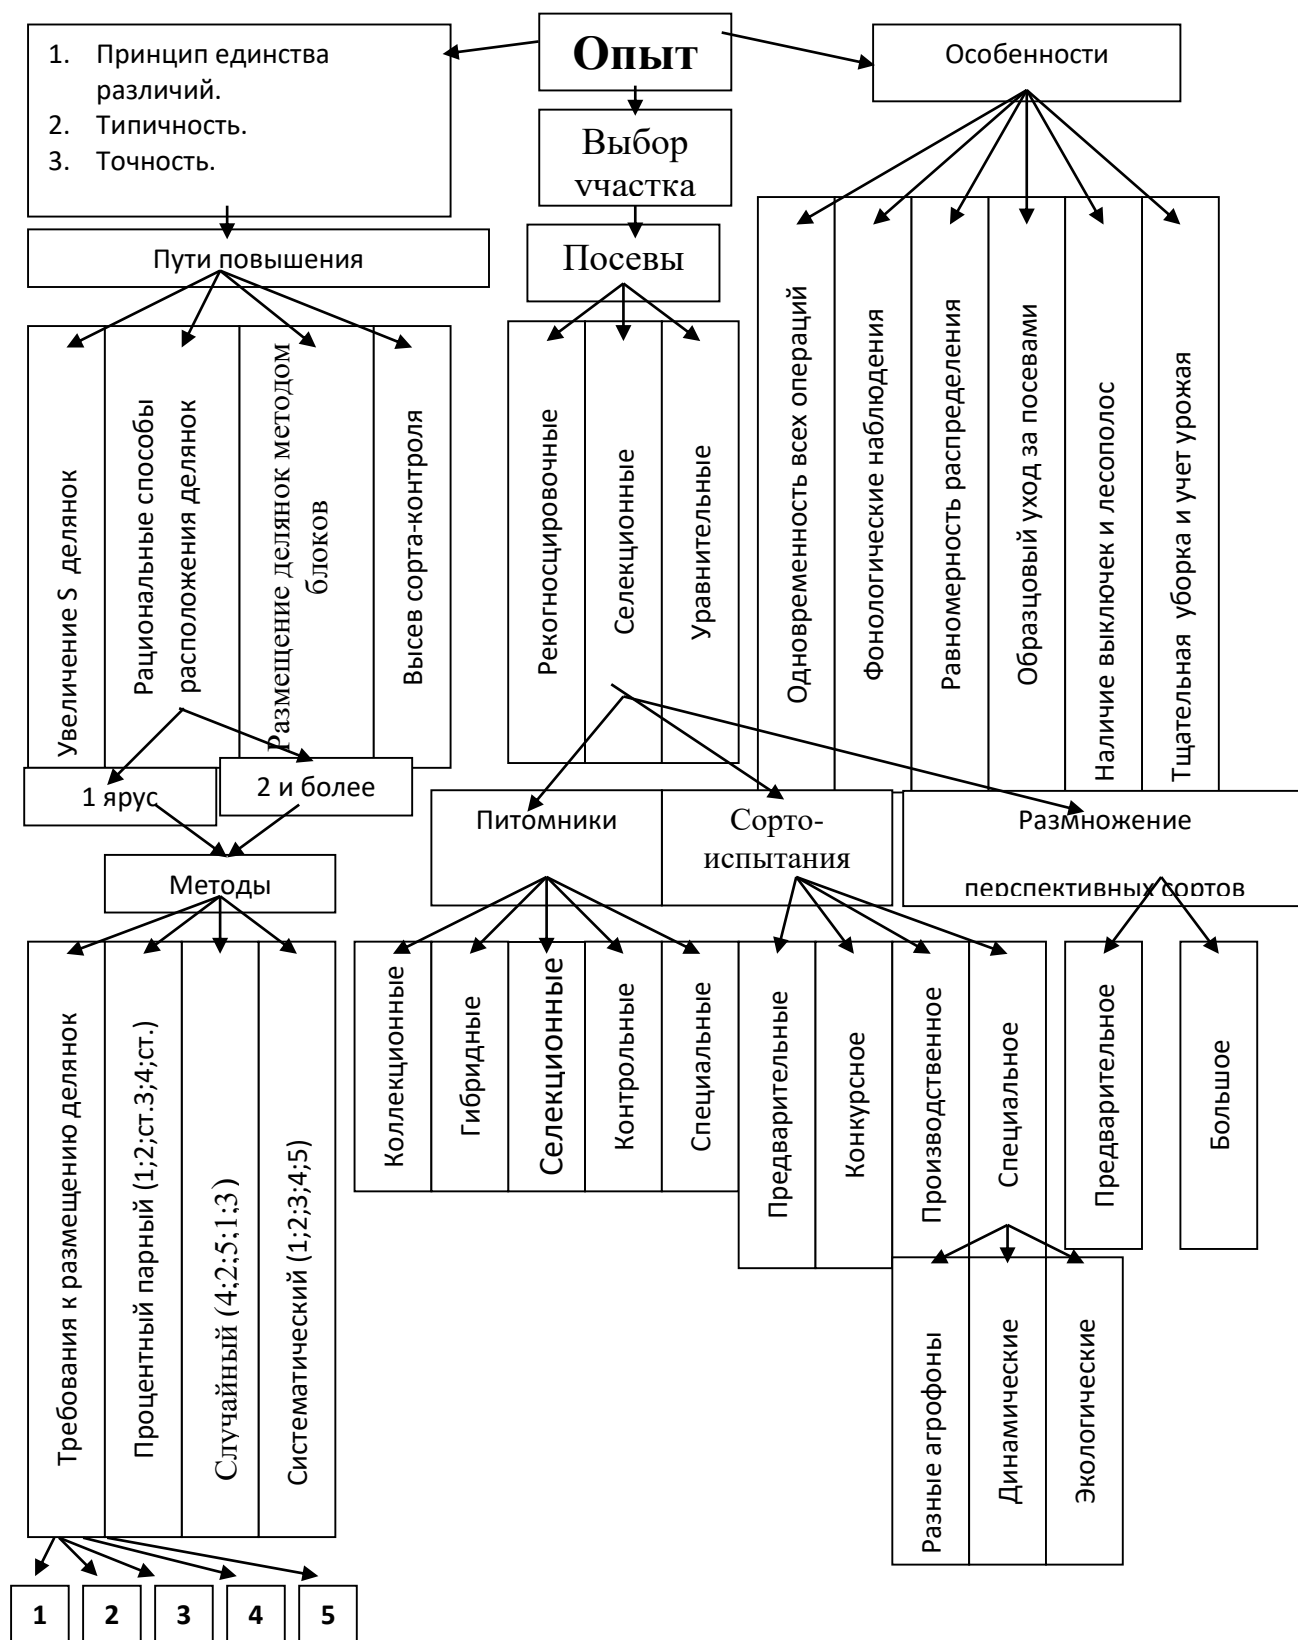 Опыт
1. Принцип единства
различий.
2. Типичность.
3. Точность.
Особенности
Выбор
участка
Пути повышения
Посевы
Увеличение S делянок
Рациональные способы
расположения делянок
Размещение делянок методом
блоков
Высев сорта-контроля
Рекогносцировочные
Селекционные
Уравнительные
Одновременность всех операций
Фонологические наблюдения
Равномерность распределения
Образцовый уход за посевами
Наличие выключек и лесополос
Тщательная уборка и учет урожая
1 ярус
2 и более
Методы
Питомники
Сорто-
испытания
Размножение
перспективных сортов
Требования к размещению делянок
Процентный парный (1;2;ст.3;4;ст.)
Случайный (4;2;5;1;3)
Систематический (1;2;3;4;5)
Коллекционные
Гибридные
Селекционные
Контрольные
Специальные
Предварительные
Конкурсное
Производственное
Специальное
Предварительное
Большое
Разные агрофоны
Динамические
Экологические
1
2
3
4
5